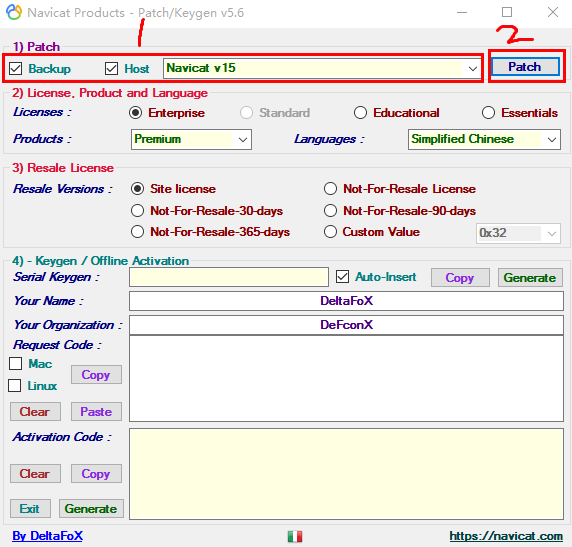 Navicat Products - Patch/Keygen v5.6
1
2
1) Patch
Backup Host Navicat v15 Patch
2) License, Product and Language
Licenses : Enterprise Standard Educational Essentials
Products : Premium Languages : Simplified Chinese
3) Resale License
Resale Versions : Site license Not-For-Resale License
Not-For-Resale-30-days Not-For-Resale-90-days
Not-For-Resale-365-days Custom Value 0x32
4) - Keygen / Offline Activation
Serial Keygen : Auto-Insert Copy Generate
Your Name : DeltaFoX
Your Organization : DeFconX
Request Code :
Mac
Copy
Linux
Clear Paste
Activation Code :
Clear Copy
Exit Generate
By DeltaFoX https://navicat.com